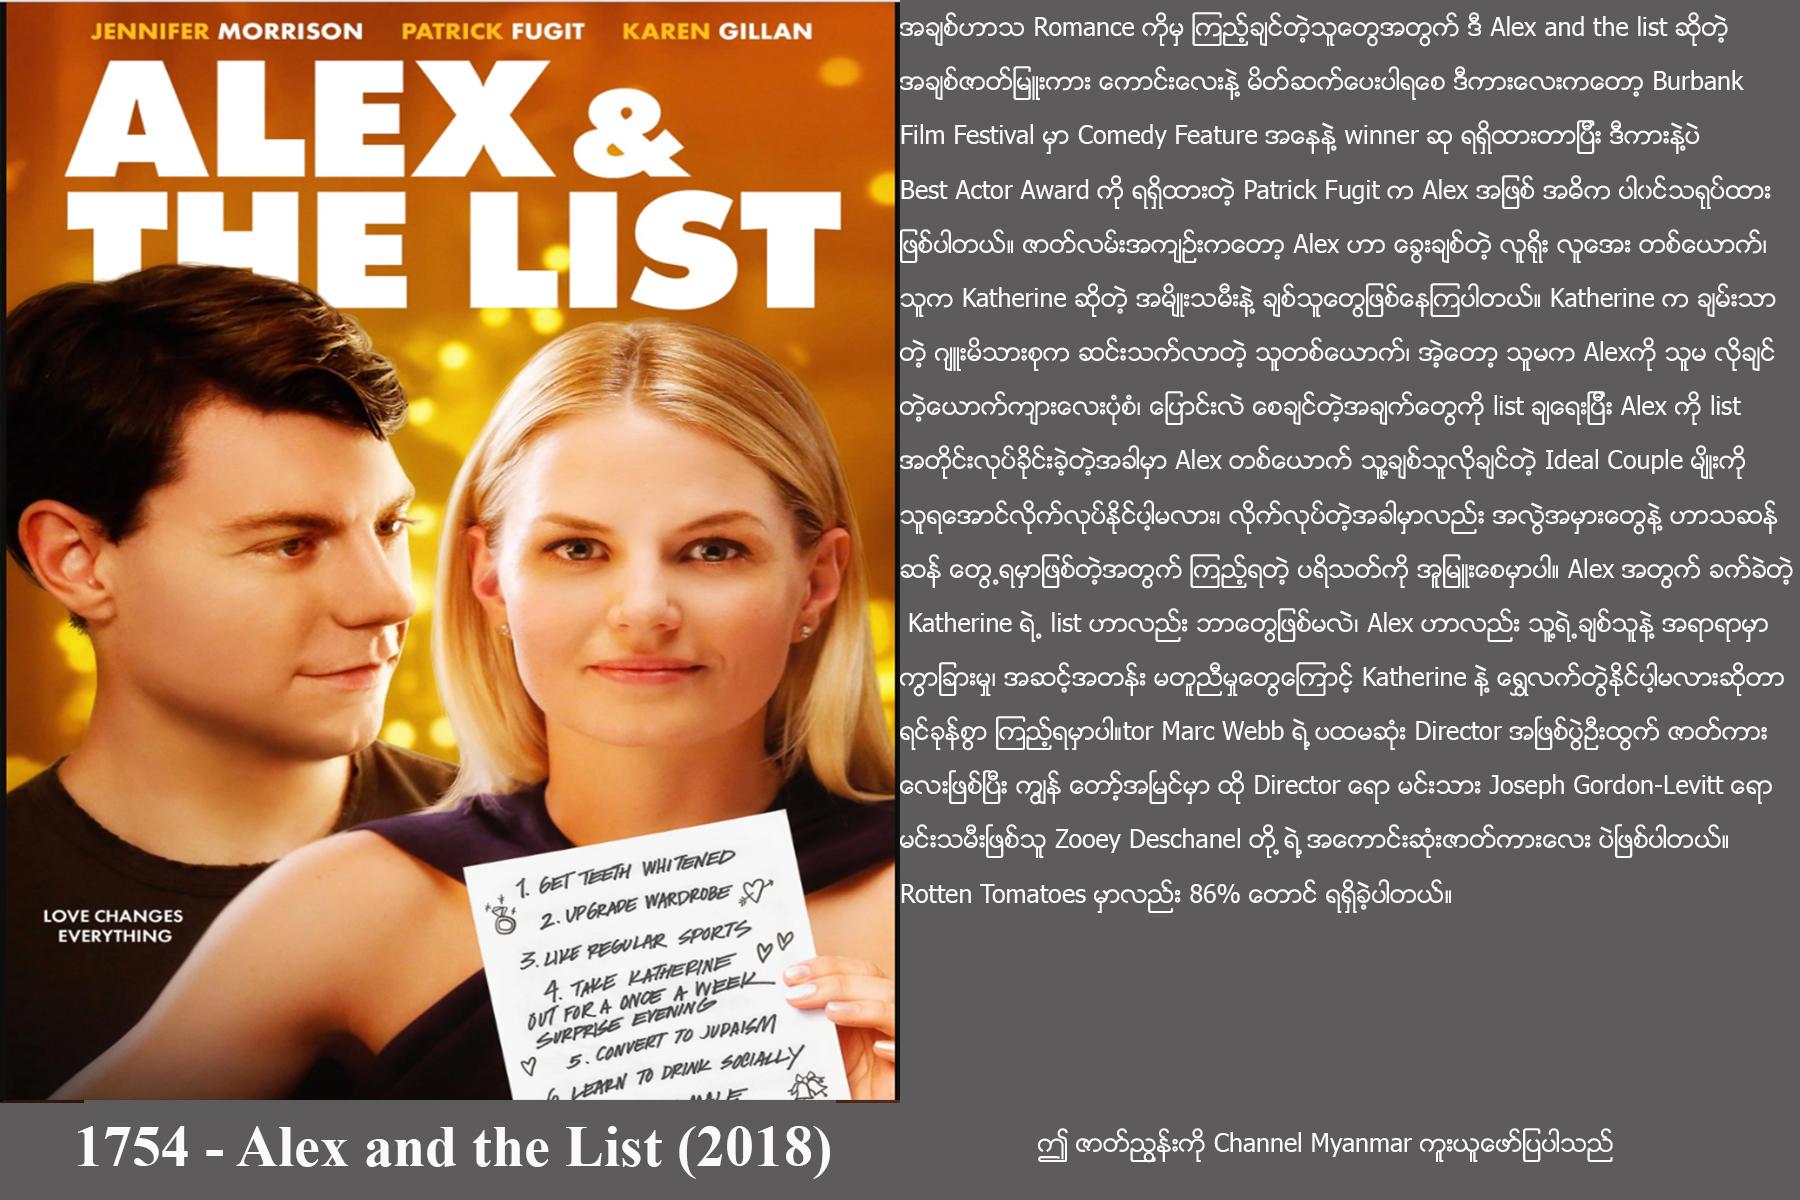 JENNIFER MORRISON PATRICK FUGIT KAREN GILLAN
ALEX &
THE LIST
LOVE CHANGES
EVERYTHING
1. GET TEETH WHITENED
2. UPGRADE WARDROBE
3. LIKE REGULAR SPORTS
4. TAKE KATHERINE
OUT FOR A ONCE A WEEK
SURPRISE EVENING
5. CONVERT TO JUDAISM
6. LEARN TO DRINK SOCIALLY
MALE
1754 - Alex and the List (2018)
အချစ်ဟာသ Romance ကိုမှ ကြည့်ချင်တဲ့သူတွေအတွက် ဒီ Alex and the list ဆိုတဲ့
အချစ်ဇာတ်မြူးကား ကောင်းလေးနဲ့ မိတ်ဆက်ပေးပါရစေ ဒီကားလေးကတော့ Burbank
Film Festival မှာ Comedy Feature အနေနဲ့ winner ဆု ရရှိထားတာပြီး ဒီကားနဲ့ပဲ
Best Actor Award ကို ရရှိထားတဲ့ Patrick Fugit က Alex အဖြစ် အဓိက ပါဝင်သရုပ်ထား
ဖြစ်ပါတယ်။ ဇာတ်လမ်းအကျဉ်းကတော့ Alex ဟာ ခွေးချစ်တဲ့ လူရိုး လူအေး တစ်ယောက်၊
သူက Katherine ဆိုတဲ့ အမျိုးသမီးနဲ့ ချစ်သူတွေဖြစ်နေကြပါတယ်။ Katherine က ချမ်းသာ
တဲ့ ဂျူးမိသားစုက ဆင်းသက်လာတဲ့ သူတစ်ယောက်၊ အဲ့တော့ သူမက Alexကို သူမ လိုချင်
တဲ့ယောက်ကျားလေးပုံစံ၊ ပြောင်းလဲ စေချင်တဲ့အချက်တွေကို list ချရေးပြီး Alex ကို list
အတိုင်းလုပ်ခိုင်းခဲ့တဲ့အခါမှာ Alex တစ်ယောက် သူ့ချစ်သူလိုချင်တဲ့ Ideal Couple မျိုးကို
သူရအောင်လိုက်လုပ်နိုင်ပါ့မလား၊ လိုက်လုပ်တဲ့အခါမှာလည်း အလွဲအမှားတွေနဲ့ ဟာသဆန်
ဆန် တွေ့ရမှာဖြစ်တဲ့အတွက် ကြည့်ရတဲ့ ပရိသတ်ကို အူမြူးစေမှာပါ။ Alex အတွက် ခက်ခဲတဲ့
Katherine ရဲ့ list ဟာလည်း ဘာတွေဖြစ်မလဲ၊ Alex ဟာလည်း သူ့ရဲ့ချစ်သူနဲ့ အရာရာမှာ
ကွာခြားမှု၊ အဆင့်အတန်း မတူညီမှုတွေကြောင့် Katherine နဲ့ ရွှေလက်တွဲနိုင်ပါ့မလားဆိုတာ
ရင်ခုန်စွာ ကြည့်ရမှာပါ။tor Marc Webb ရဲ့ ပထမဆုံး Director အဖြစ်ပွဲဦးထွက် ဇာတ်ကား
လေးဖြစ်ပြီး ကျွန် တော့်အမြင်မှာ ထို Director ရော မင်းသား Joseph Gordon-Levitt ရော
မင်းသမီးဖြစ်သူ Zooey Deschanel တို့ ရဲ့ အကောင်းဆုံးဇာတ်ကားလေး ပဲဖြစ်ပါတယ်။
Rotten Tomatoes မှာလည်း 86% တောင် ရရှိခဲ့ပါတယ်။
ဤ ဇာတ်ညွှန်းကို Channel Myanmar ကူးယူဖော်ပြပါသည်